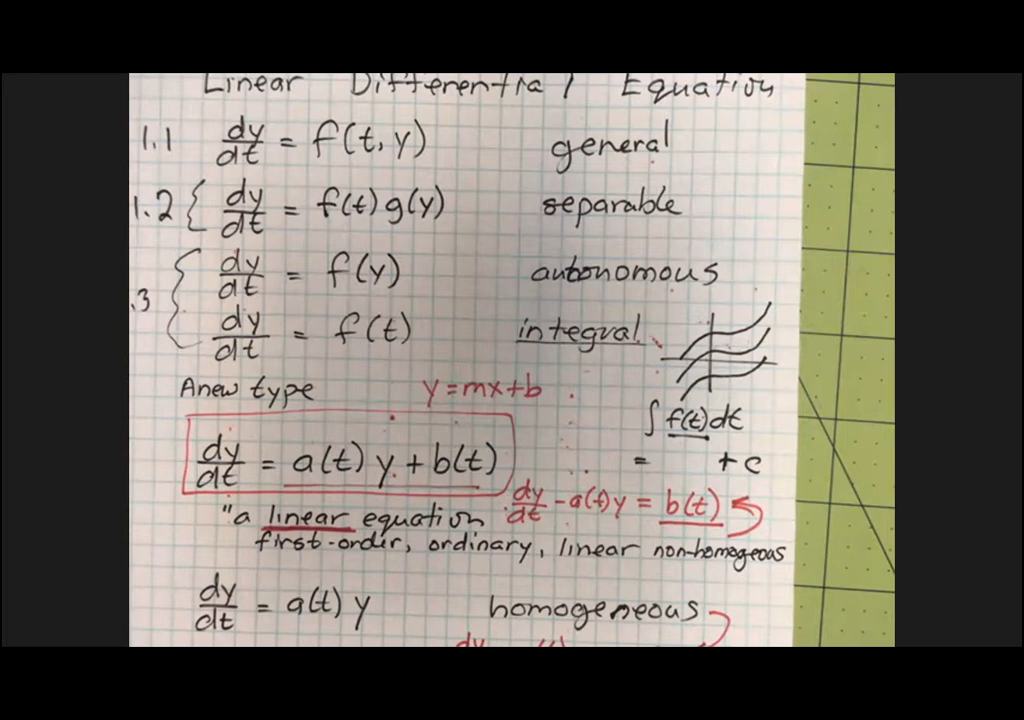 Linear Differential Equation
1.1 dy/dt = f(t, y) general
1.2 { dy/dt = f(t) g(y) separable
.3 { dy/dt = f(y) autonomous
dy/dt = f(t) integral
A new type y = mx + b
∫ f(t) dt
= + c
dy/dt = a(t) y + b(t)
dy/dt - a(t) y = b(t)
"a linear equation
first-order, ordinary, linear non-homogeous
dy/dt = a(t) y homogeneous
dy